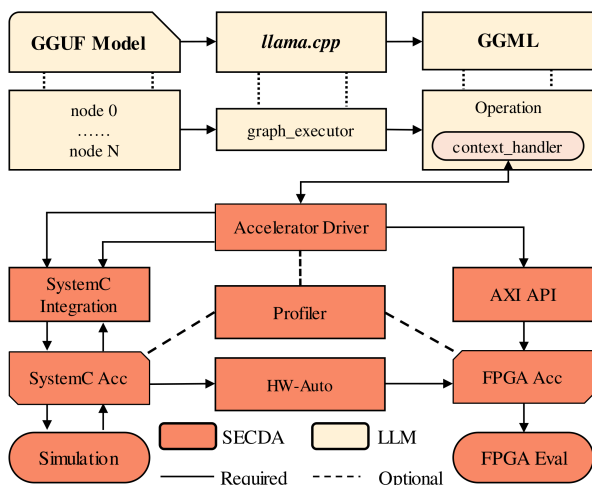 GGUF Model
llama.cpp
GGML
node 0
......
node N
graph_executor
Operation
context_handler
Accelerator Driver
SystemC
Integration
Profiler
AXI API
SystemC Acc
HW-Auto
FPGA Acc
Simulation
SECDA
LLM
FPGA Eval
Required
Optional